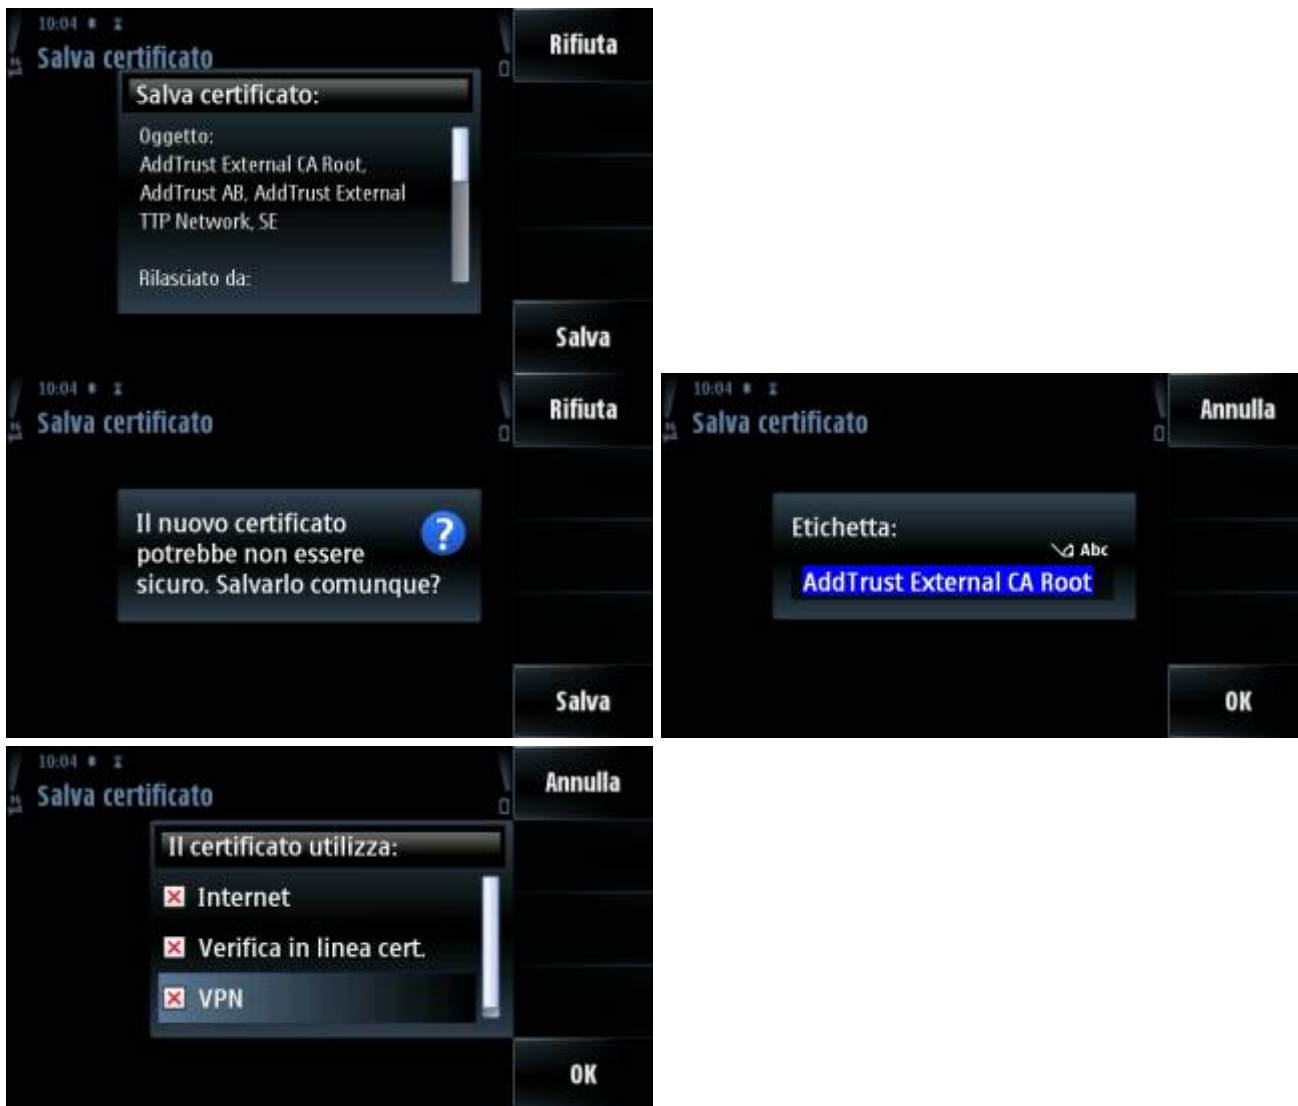 10:04
Salva certificato
Rifiuta
Salva certificato:
Oggetto:
AddTrust External CA Root,
AddTrust AB, AddTrust External
TTP Network, SE
Rilasciato da:
Salva
10:04
Salva certificato
Rifiuta
Il nuovo certificato
potrebbe non essere
sicuro. Salvarlo comunque?
Salva
10:04
Salva certificato
Annulla
Etichetta:
Abc
AddTrust External CA Root
OK
10:04
Salva certificato
Annulla
Il certificato utilizza:
Internet
Verifica in linea cert.
VPN
OK